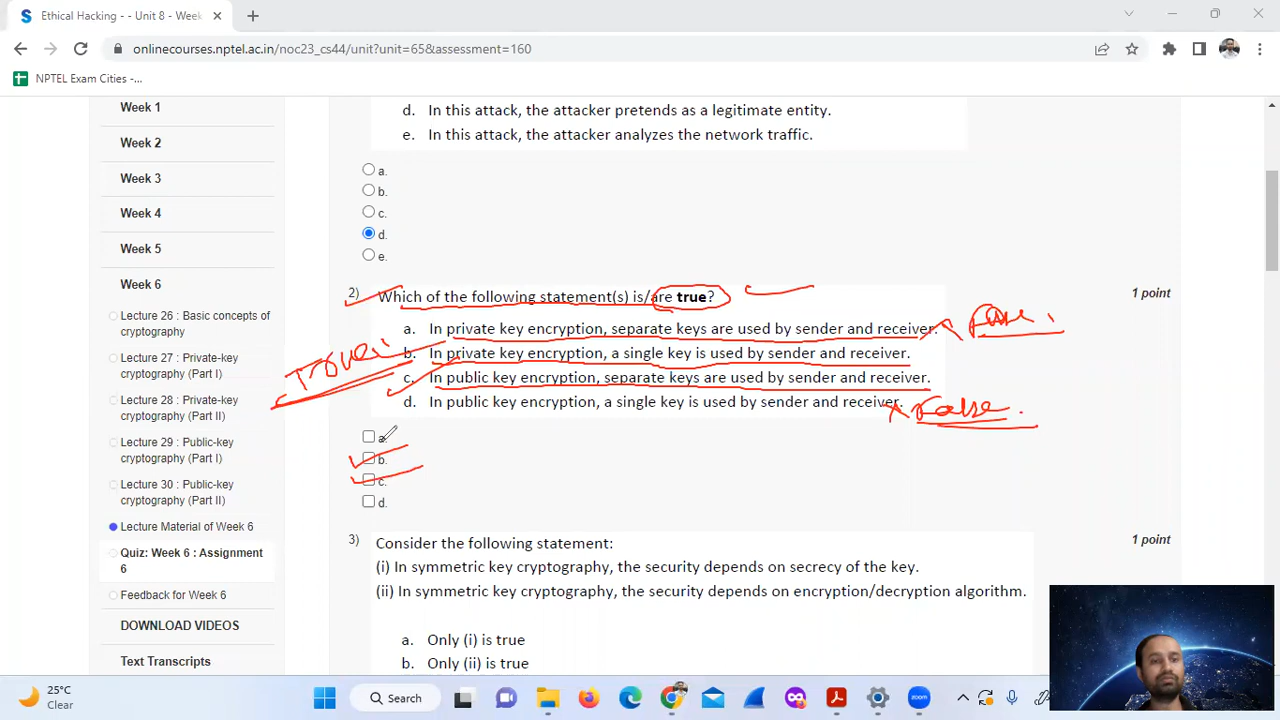 Ethical Hacking - - Unit 8 - Week
onlinecourses.nptel.ac.in/noc23_cs44/unit?unit=65&assessment=160
NPTEL Exam Cities -...
Week 1
Week 2
Week 3
Week 4
Week 5
Week 6
Lecture 26 : Basic concepts of
cryptography
Lecture 27 : Private-key
cryptography (Part I)
Lecture 28 : Private-key
cryptography (Part II)
Lecture 29 : Public-key
cryptography (Part I)
Lecture 30 : Public-key
cryptography (Part II)
Lecture Material of Week 6
Quiz: Week 6 : Assignment
6
Feedback for Week 6
DOWNLOAD VIDEOS
Text Transcripts
d. In this attack, the attacker pretends as a legitimate entity.
e. In this attack, the attacker analyzes the network traffic.
a.
b.
c.
d.
e.
2) Which of the following statement(s) is/are true? 1 point
a. In private key encryption, separate keys are used by sender and receiver. False.
b. In private key encryption, a single key is used by sender and receiver.
True.
c. In public key encryption, separate keys are used by sender and receiver.
d. In public key encryption, a single key is used by sender and receiver. False.
a.
b.
c.
d.
3) Consider the following statement: 1 point
(i) In symmetric key cryptography, the security depends on secrecy of the key.
(ii) In symmetric key cryptography, the security depends on encryption/decryption algorithm.
a. Only (i) is true
b. Only (ii) is true
25°C
Clear
Search